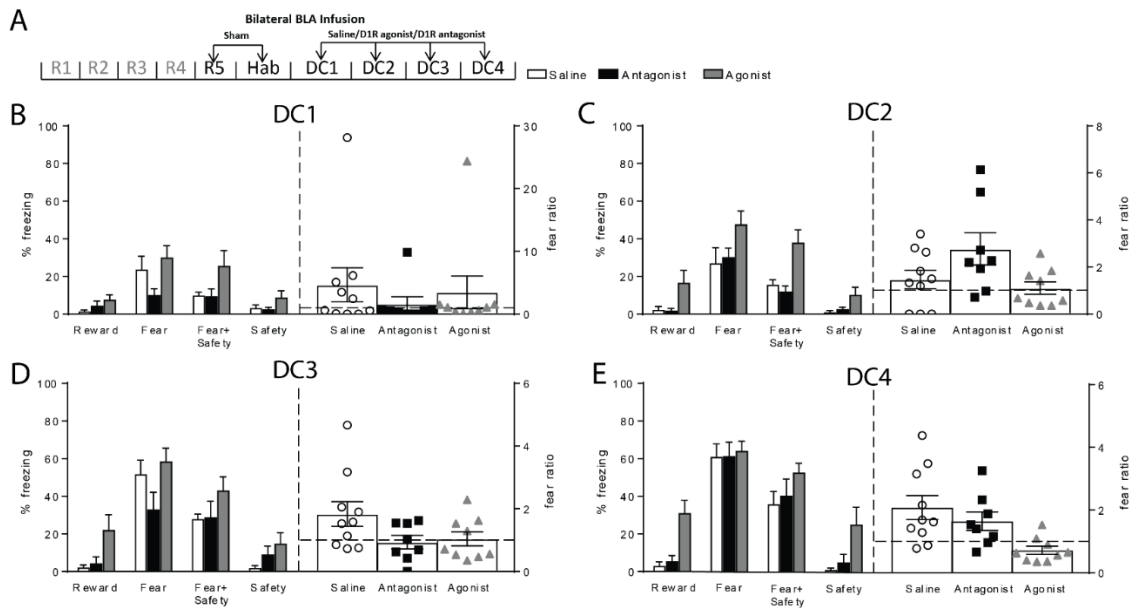 A
Bilateral BLA Infusion
Sham
Saline/D1R agonist/D1R antagonist
R1 R2 R3 R4 R5 Hab DC1 DC2 DC3 DC4
Saline Antagonist Agonist
B
DC1
% freezing
100
80
60
40
20
0
Reward Fear Fear+ Safety
Safety
Saline Antagonist Agonist
30
20
10
0
fear ratio
C
DC2
% freezing
100
80
60
40
20
0
Reward Fear Fear+ Safety
Safety
Saline Antagonist Agonist
8
6
4
2
0
fear ratio
D
DC3
% freezing
100
80
60
40
20
0
Reward Fear Fear+ Safety
Safety
Saline Antagonist Agonist
6
4
2
0
fear ratio
E
DC4
% freezing
100
80
60
40
20
0
Reward Fear Fear+ Safety
Safety
Saline Antagonist Agonist
6
4
2
0
fear ratio